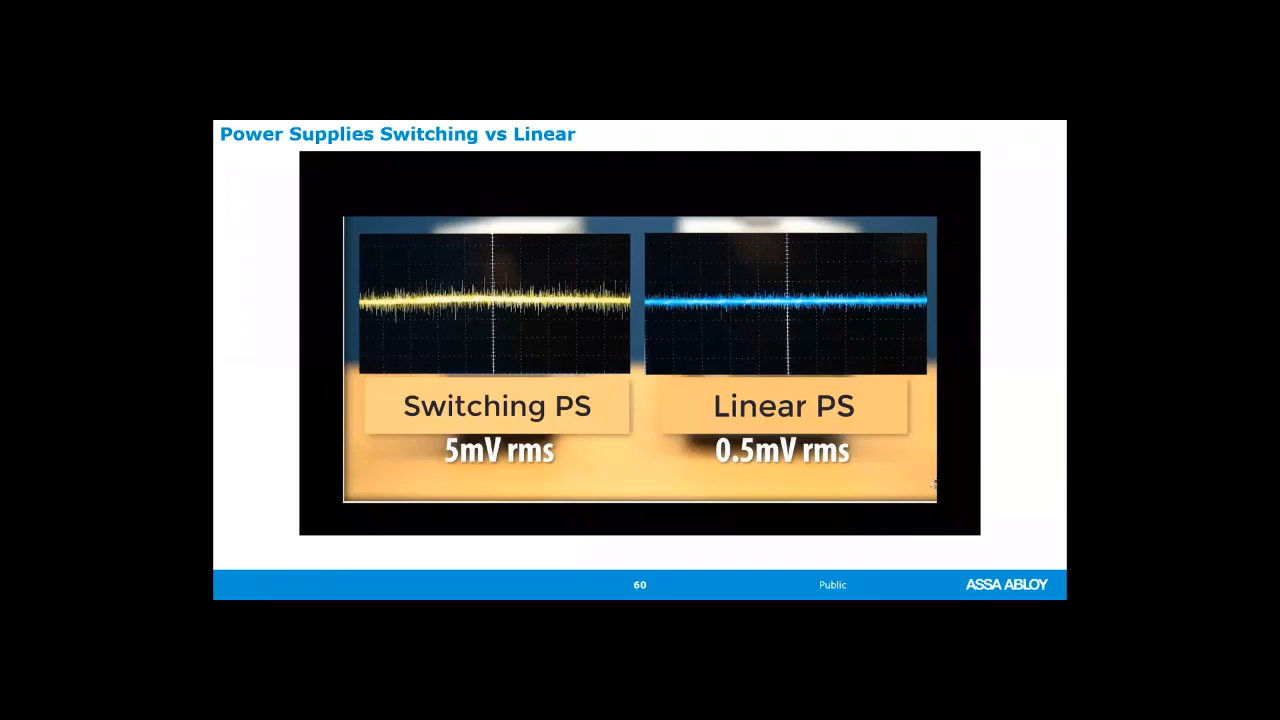 Power Supplies Switching vs Linear
Switching PS
Linear PS
5mV rms
0.5mV rms
60
Public
ASSA ABLOY